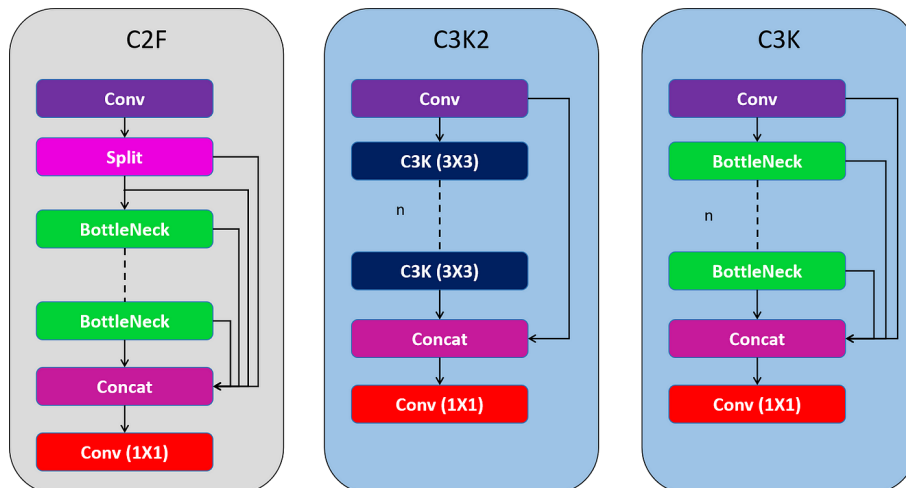 C2F
Conv
Split
BottleNeck
BottleNeck
Concat
Conv (1X1)
C3K2
Conv
C3K (3X3)
n
C3K (3X3)
Concat
Conv (1X1)
C3K
Conv
BottleNeck
n
BottleNeck
Concat
Conv (1X1)